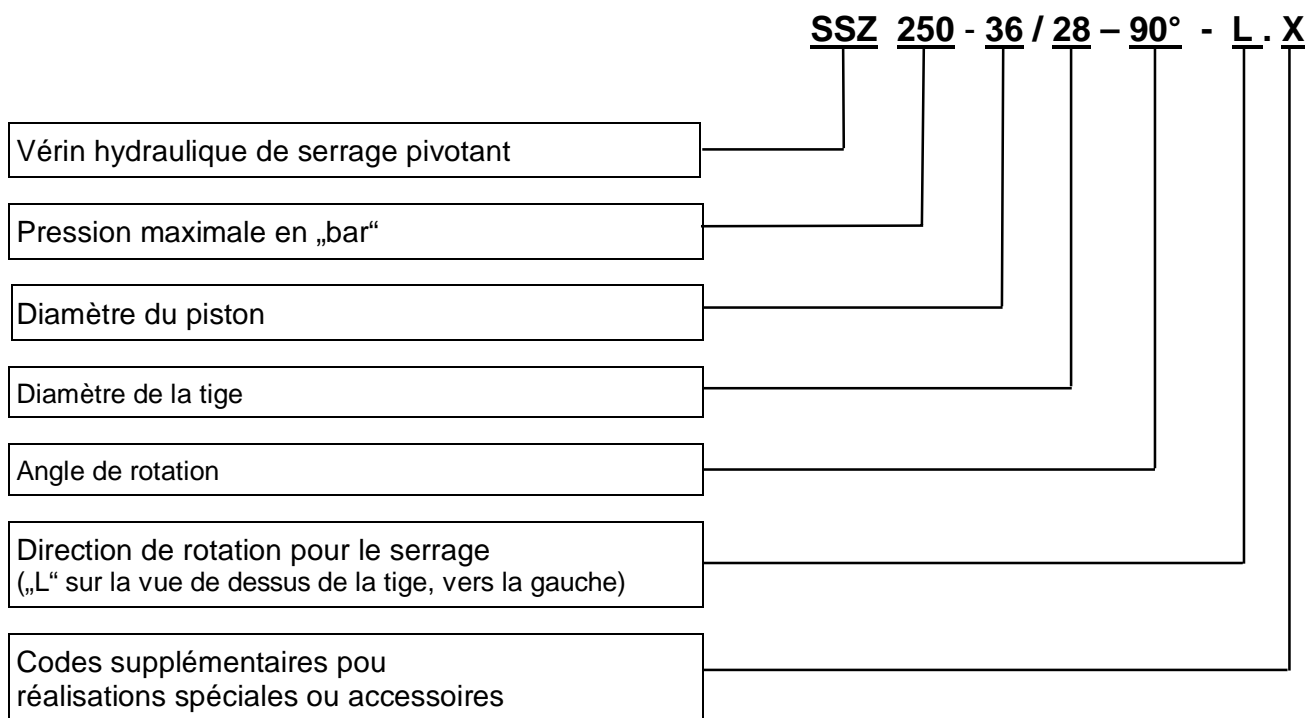 SSZ 250 - 36 / 28 – 90° - L . X
Vérin hydraulique de serrage pivotant
Pression maximale en „bar“
Diamètre du piston
Diamètre de la tige
Angle de rotation
Direction de rotation pour le serrage
(„L“ sur la vue de dessus de la tige, vers la gauche)
Codes supplémentaires pou
réalisations spéciales ou accessoires